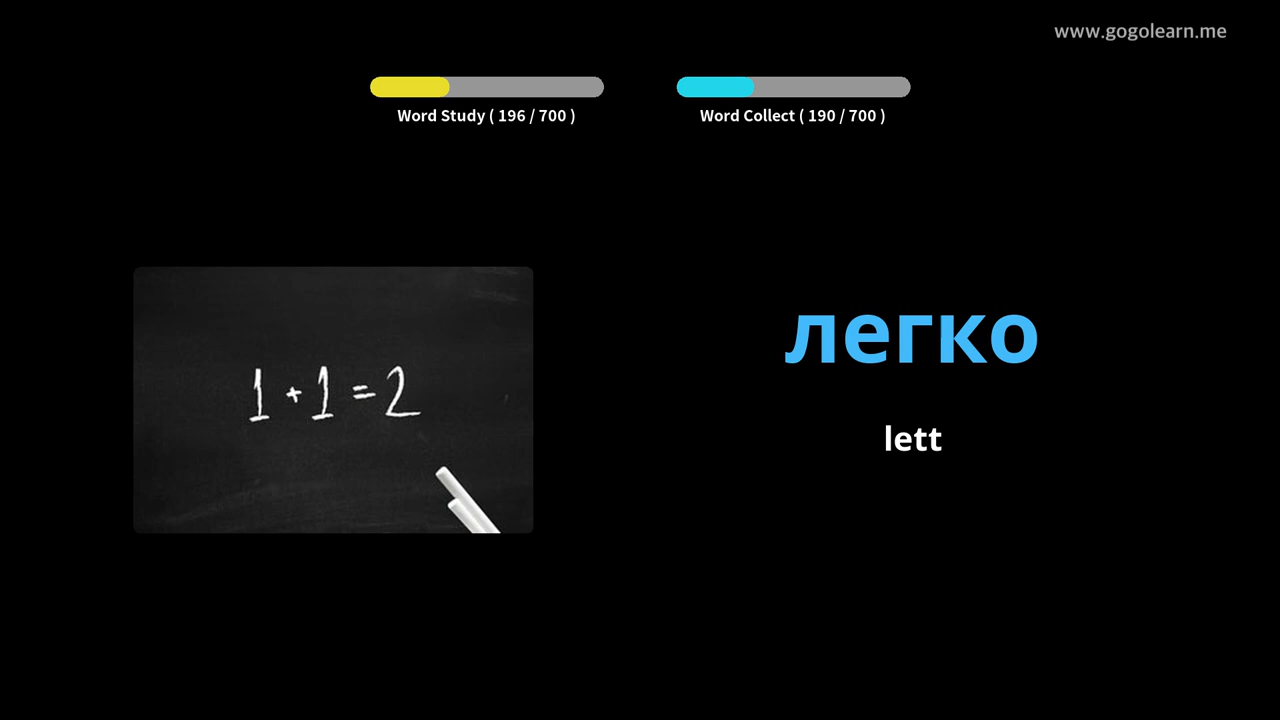 www.gogolearn.me
Word Study ( 196 / 700 )
Word Collect ( 190 / 700 )
1 + 1 = 2
легко
lett